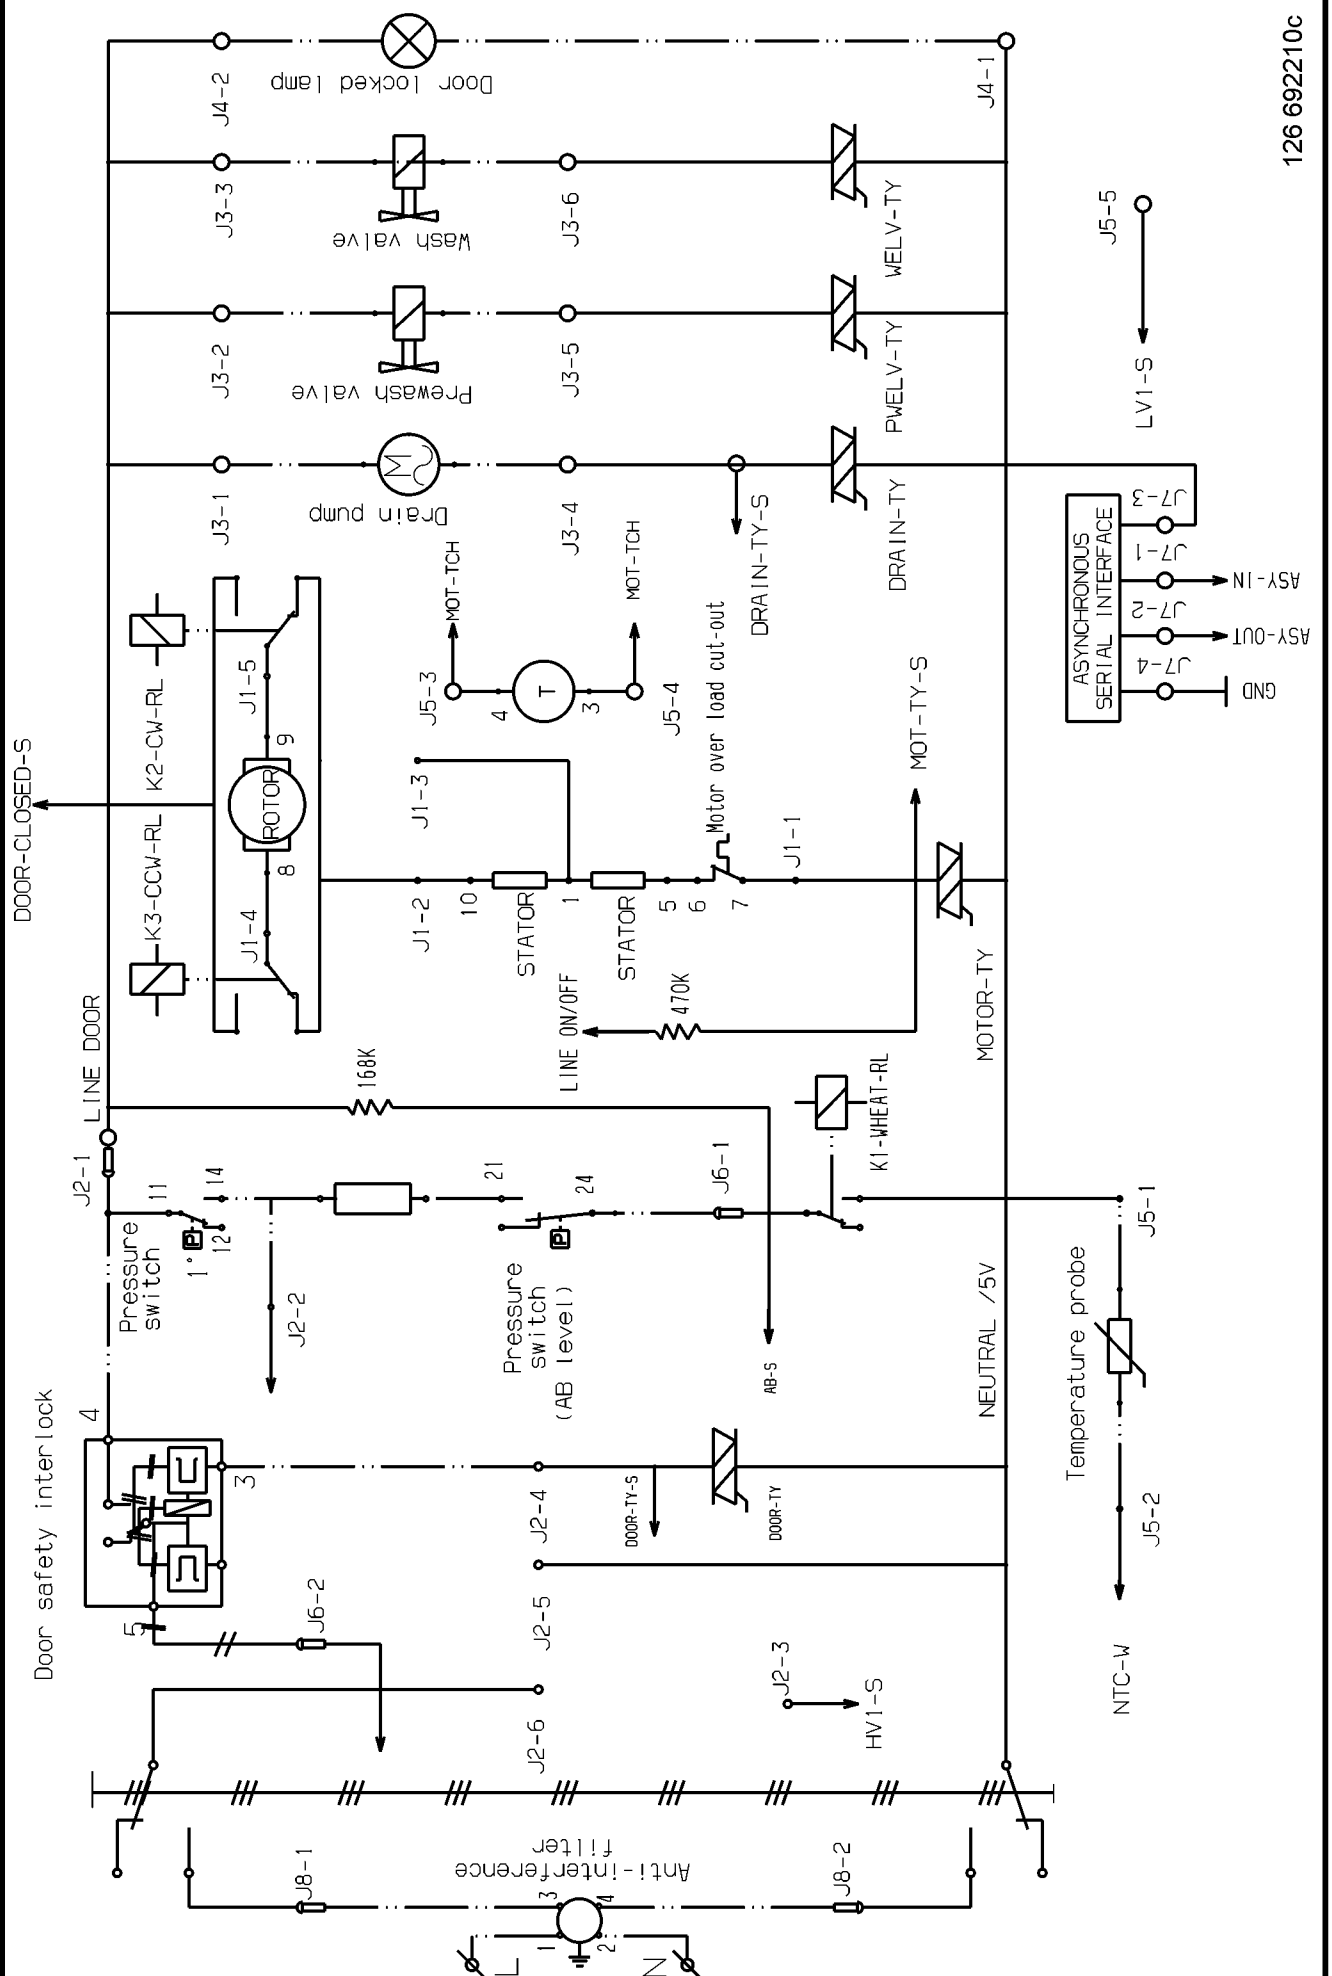 126 692210c
J4-2
Door locked lamp
J4-1
J3-3
Wash valve
J3-6
WELV-TY
J5-5
LV1-S
J3-2
Prewash valve
J3-5
PWELV-TY
J3-1
Drain pump
M
J3-4
DRAIN-TY-S
DRAIN-TY
ASYNCHRONOUS
SERIAL INTERFACE
J7-3
J7-1
J7-2
J7-4
ASY-IN
ASY-OUT
GND
DOOR-CLOSED-S
K2-CW-RL
K3-CCW-RL
J1-5
9
ROTOR
8
J1-4
MOT-TCH
MOT-TCH
J5-3
4
T
3
J5-4
J1-3
J1-2
10
STATOR
1
STATOR
5
6
7
Motor over load cut-out
J1-1
MOT-TY-S
MOTOR-TY
LINE ON/OFF
470K
LINE DOOR
168K
J2-1
11
14
12
1°
P
Pressure
switch
J2-2
21
24
P
Pressure
switch
(AB level)
J6-1
K1-WHEAT-RL
AB-S
NEUTRAL /5V
J5-1
Temperature probe
J5-2
NTC-W
Door safety interlock
4
3
5
J6-2
J2-4
DOOR-TY-S
DOOR-TY
J2-5
J2-6
J2-3
HV1-S
J8-1
Anti-interference
filter
J8-2
3
4
1
2
L
N